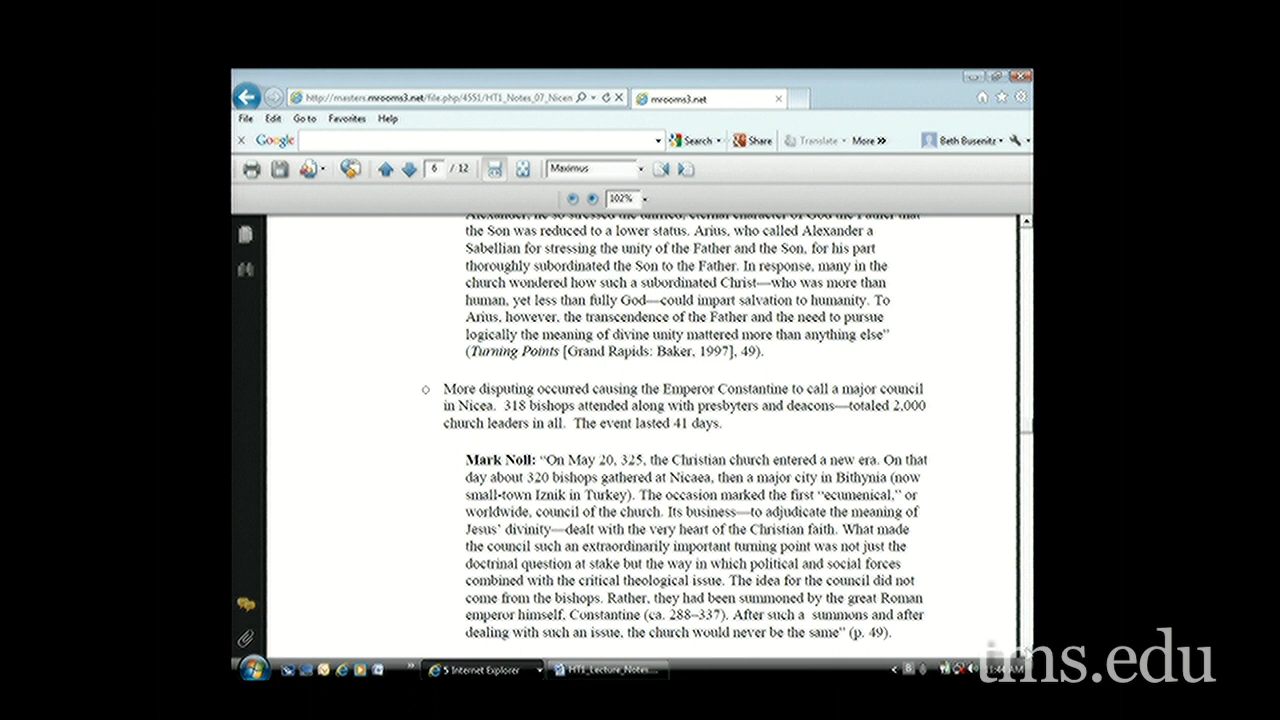 http://masters.mrooms3.net/file.php/4551/HT1_Notes_07_Nicen
mrooms3.net
File Edit Go to Favorites Help
Google
Search
Share
Translate
More »
Beth Busenitz
6 / 12
Maximus
102%
Alexander, he so stressed the unified, eternal character of God the Father that
the Son was reduced to a lower status. Arius, who called Alexander a
Sabellian for stressing the unity of the Father and the Son, for his part
thoroughly subordinated the Son to the Father. In response, many in the
church wondered how such a subordinated Christ—who was more than
human, yet less than fully God—could impart salvation to humanity. To
Arius, however, the transcendence of the Father and the need to pursue
logically the meaning of divine unity mattered more than anything else"
(Turning Points [Grand Rapids: Baker, 1997], 49).
More disputing occurred causing the Emperor Constantine to call a major council
in Nicea. 318 bishops attended along with presbyters and deacons—totaled 2,000
church leaders in all. The event lasted 41 days.
Mark Noll: "On May 20, 325, the Christian church entered a new era. On that
day about 320 bishops gathered at Nicaea, then a major city in Bithynia (now
small-town Iznik in Turkey). The occasion marked the first "ecumenical," or
worldwide, council of the church. Its business—to adjudicate the meaning of
Jesus' divinity—dealt with the very heart of the Christian faith. What made
the council such an extraordinarily important turning point was not just the
doctrinal question at stake but the way in which political and social forces
combined with the critical theological issue. The idea for the council did not
come from the bishops. Rather, they had been summoned by the great Roman
emperor himself, Constantine (ca. 288–337). After such a summons and after
dealing with such an issue, the church would never be the same" (p. 49).
5 Internet Explorer
HT1_Lecture_Notes...
tms.edu